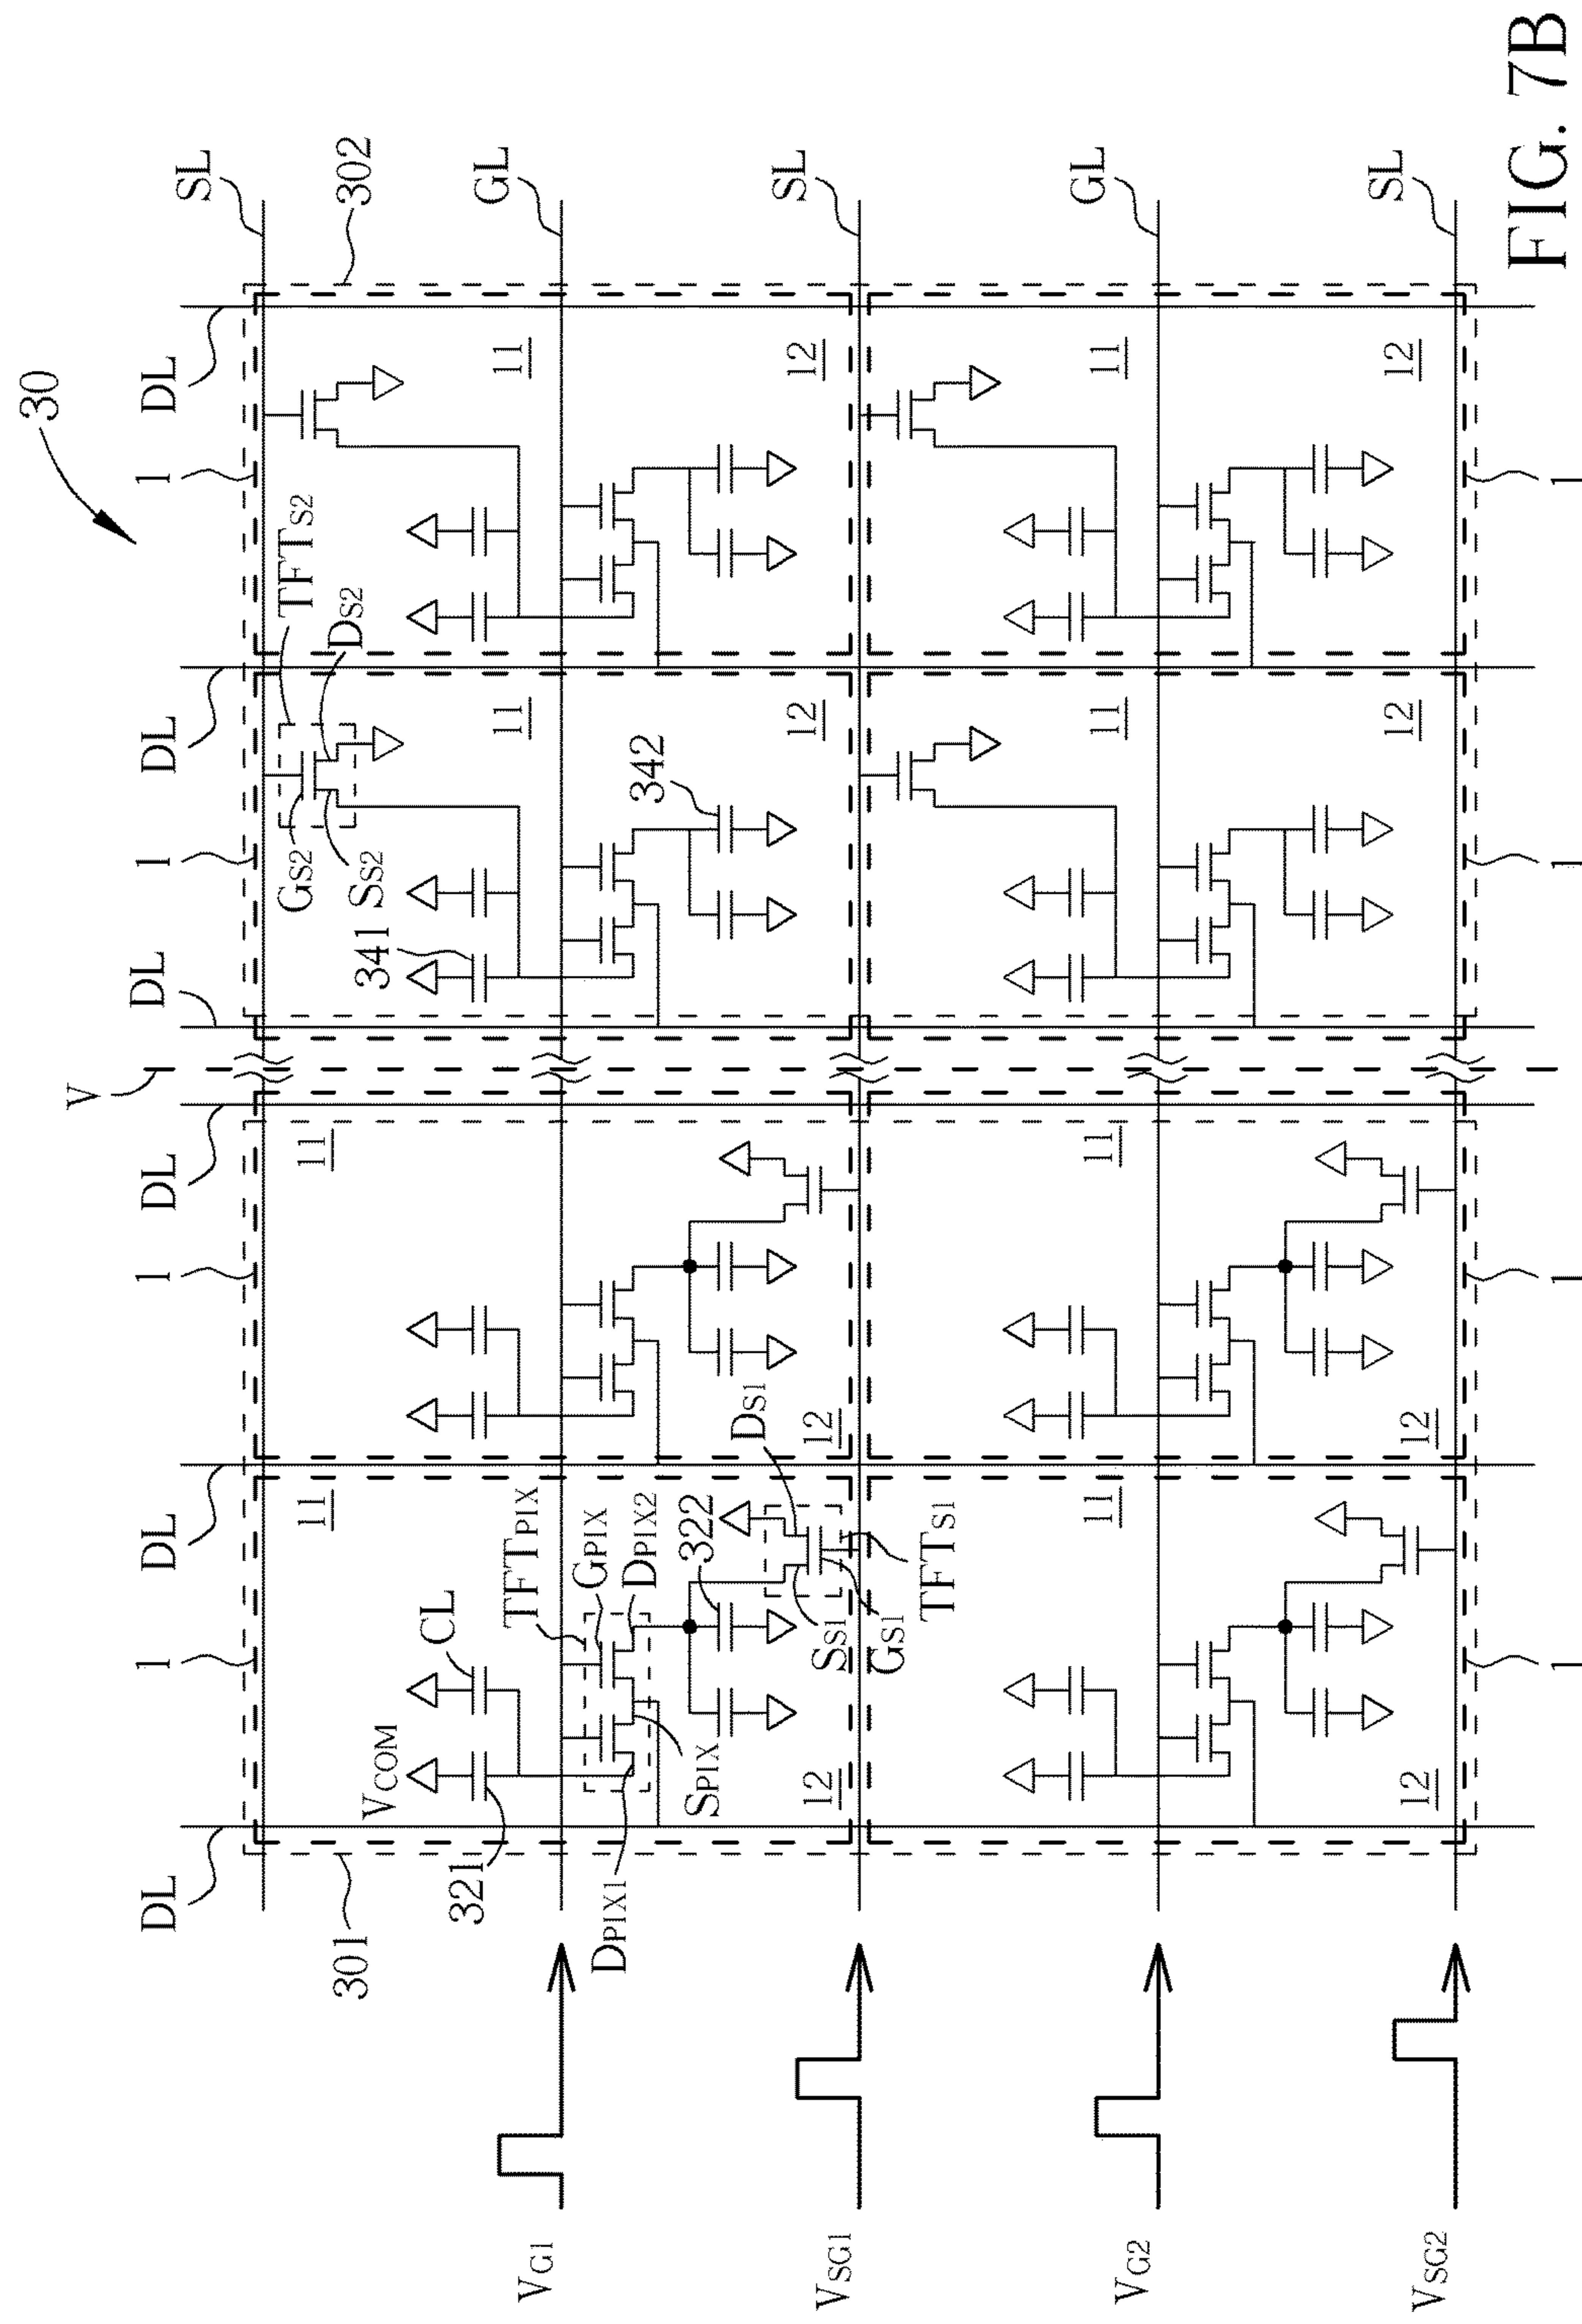 30
DL
1
DL
1
DL
V
DL
1
DL
1
DL
SL
302
TFTS2
GS2
SS2
DS2
11
11
11
11
301
VCOM
CL
341
321
GL
TFTPIX
GPIX
DPIX2
DPIX1
SPIX
322
342
DS1
12
12
12
12
SS1
GS1
TFTS1
SL
11
11
11
11
GL
12
12
12
12
SL
1
1
1
1
VG1
VSG1
VG2
VSG2
FIG. 7B